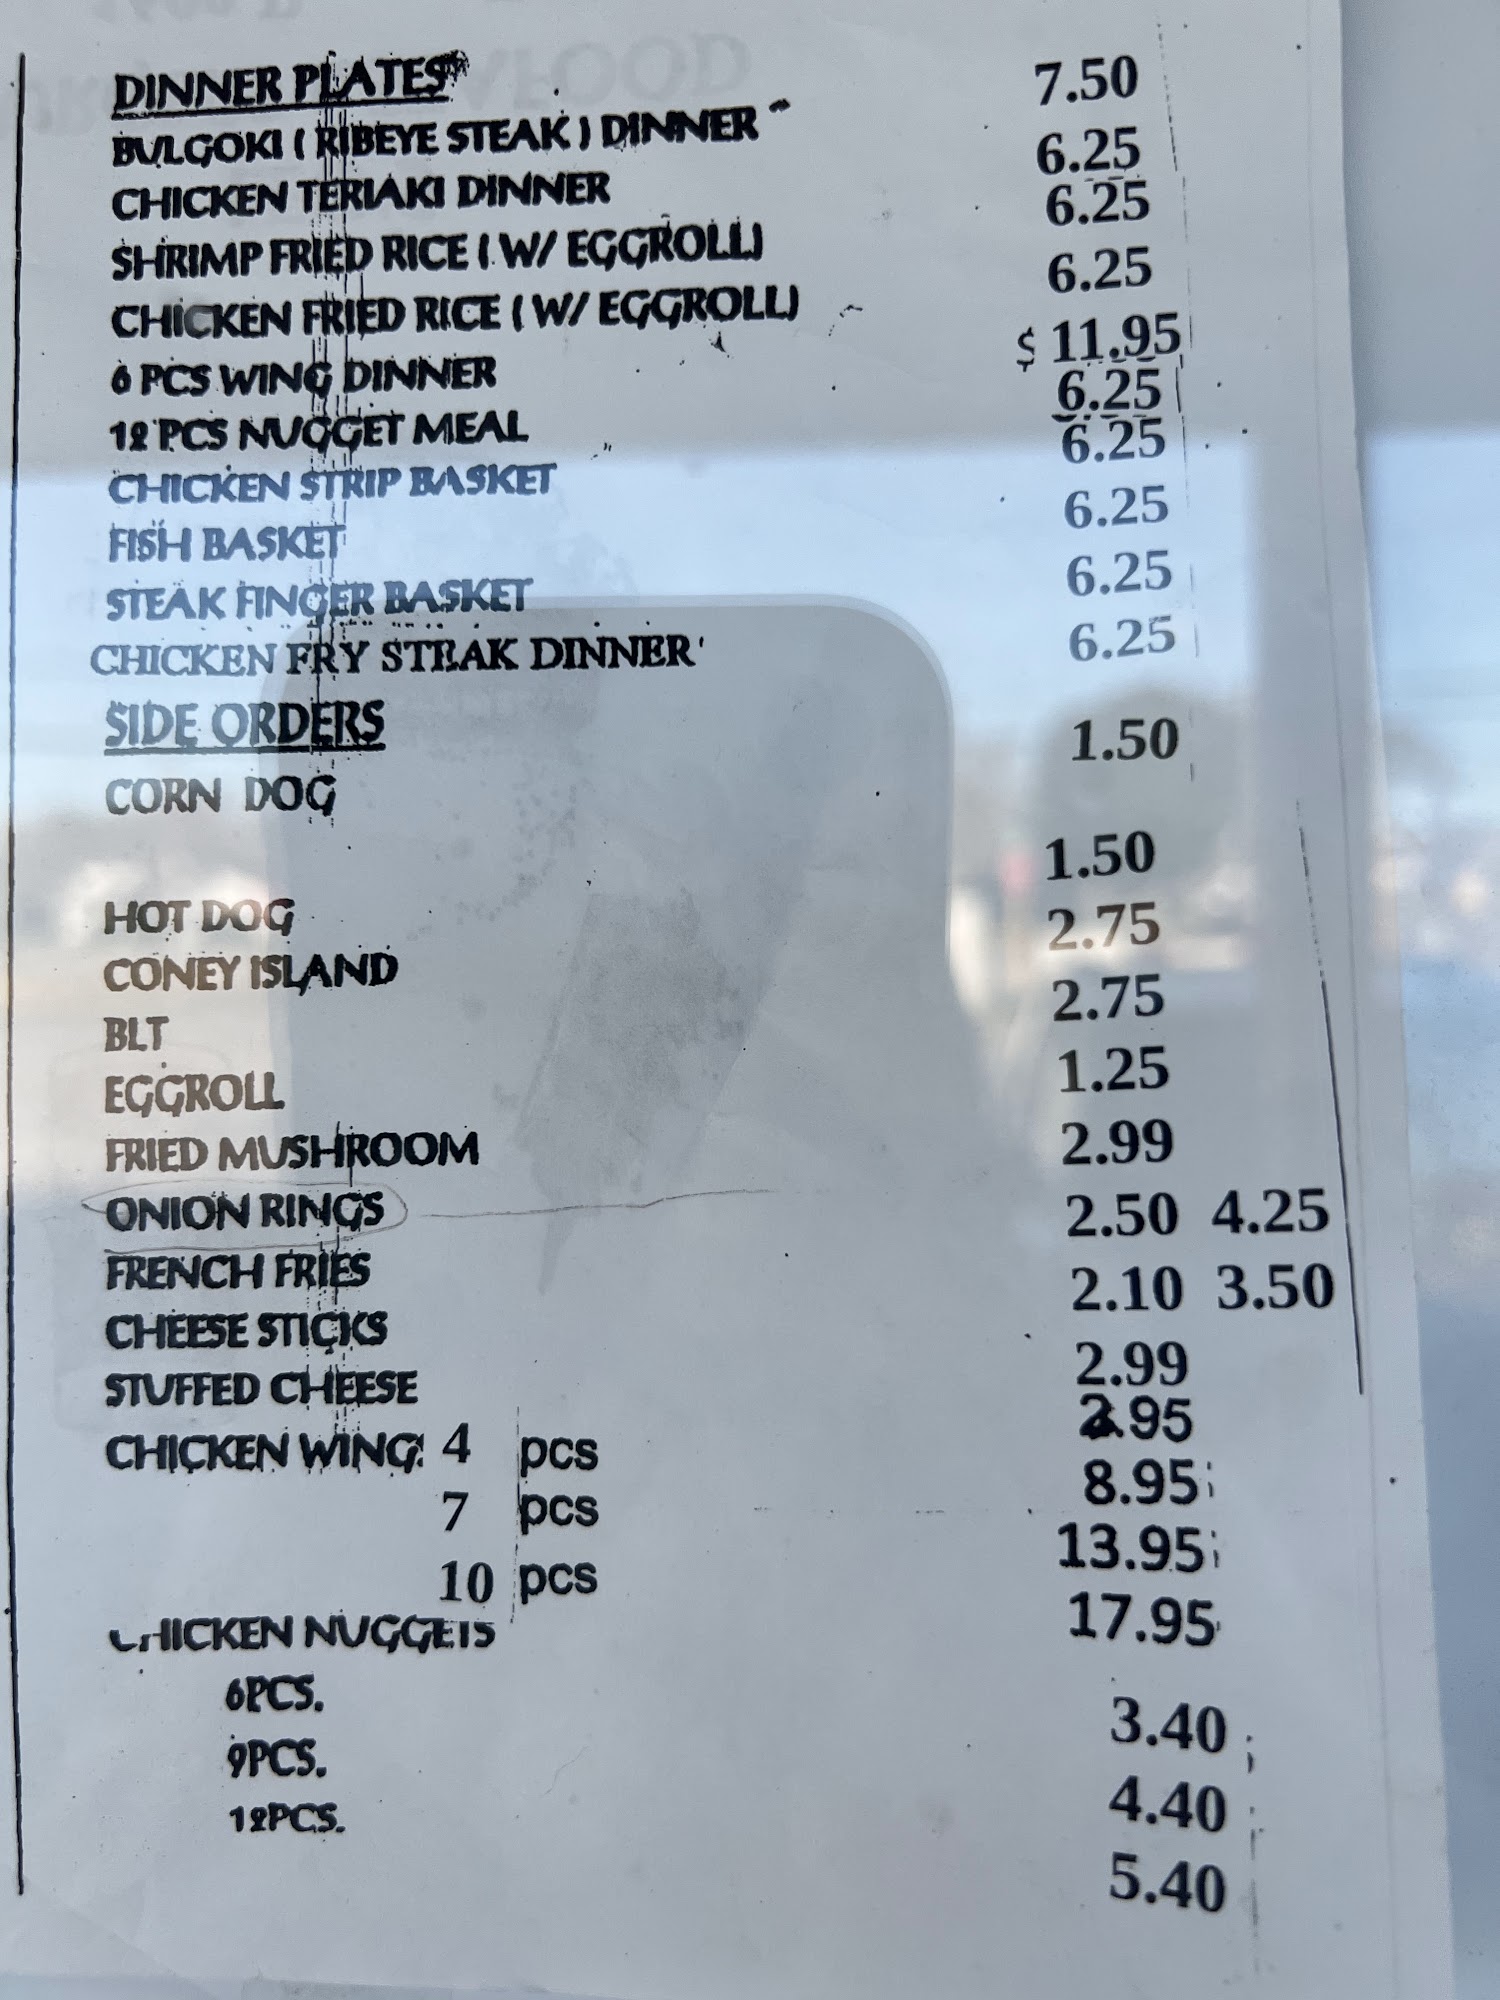 DINNER PLATES
BULGOKI ( RIBEYE STEAK ) DINNER 7.50
CHICKEN TERIAKI DINNER 6.25
SHRIMP FRIED RICE ( W/ EGGROLL) 6.25
CHICKEN FRIED RICE ( W/ EGGROLL) 6.25
6 PCS WING DINNER $ 11.95
12 PCS NUGGET MEAL 6.25
CHICKEN STRIP BASKET 6.25
FISH BASKET 6.25
STEAK FINGER BASKET 6.25
CHICKEN FRY STEAK DINNER 6.25
SIDE ORDERS
CORN DOG 1.50
HOT DOG 1.50
CONEY ISLAND 2.75
BLT 2.75
EGGROLL 1.25
FRIED MUSHROOM 2.99
ONION RINGS 2.50 4.25
FRENCH FRIES 2.10 3.50
CHEESE STICKS 2.99
STUFFED CHEESE
CHICKEN WING 4 pcs 8.95
7 pcs 13.95
10 pcs 17.95
CHICKEN NUGGETS
6PCS. 3.40
9PCS. 4.40
12PCS. 5.40